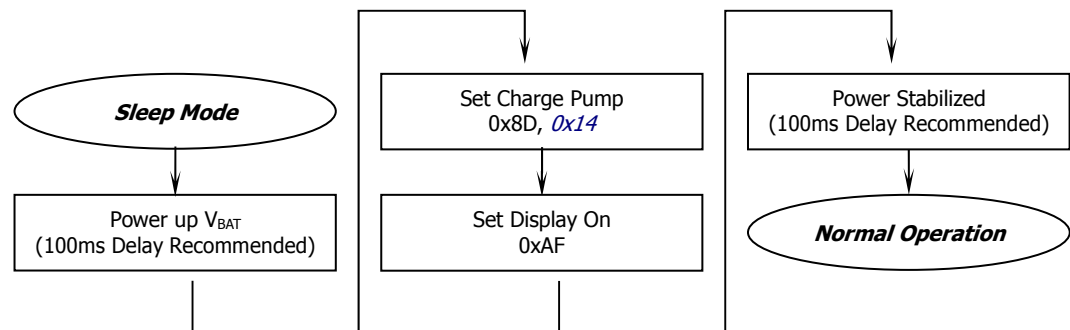 Sleep Mode
Power up VBAT
(100ms Delay Recommended)
Set Charge Pump
0x8D, 0x14
Set Display On
0xAF
Power Stabilized
(100ms Delay Recommended)
Normal Operation